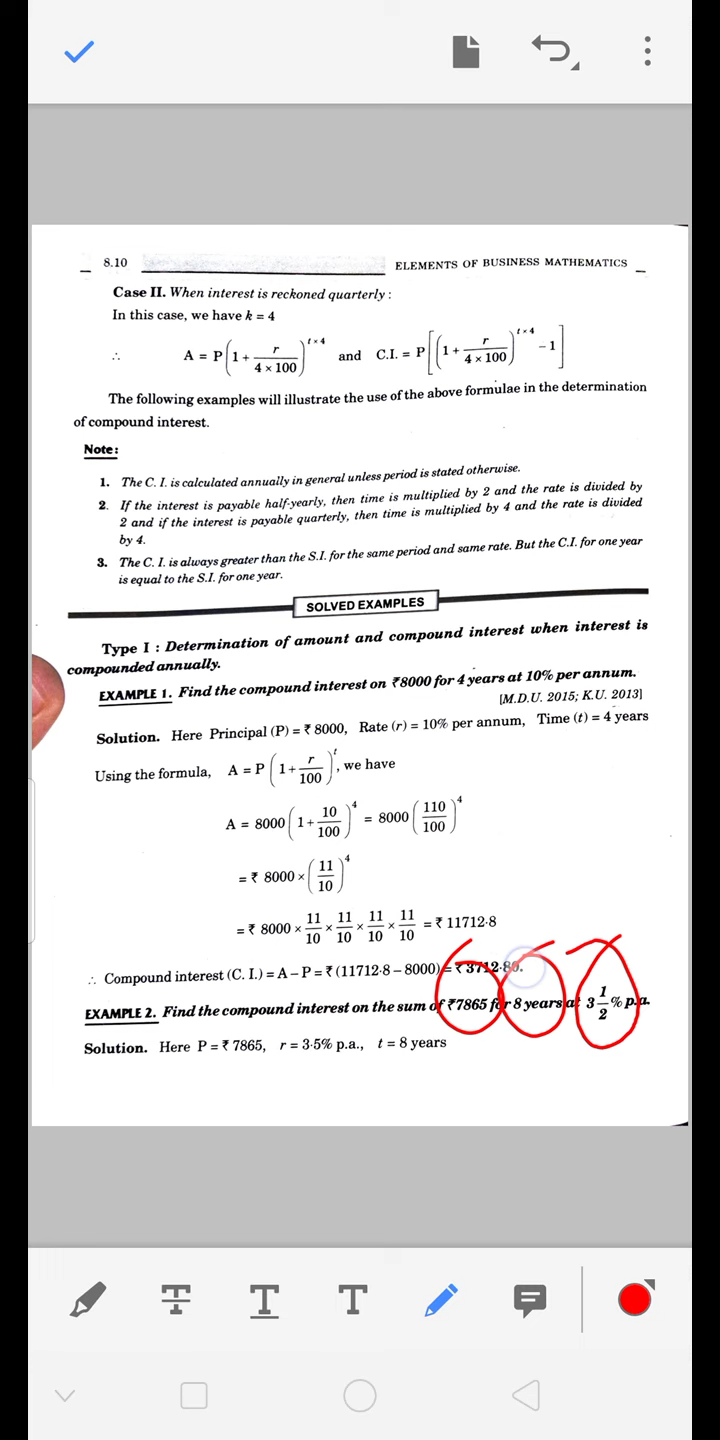 8.10 ELEMENTS OF BUSINESS MATHEMATICS
Case II. When interest is reckoned quarterly :
In this case, we have k = 4
∴ A = P(1 + r/(4 × 100))^(t × 4) and C.I. = P[(1 + r/(4 × 100))^(t × 4) – 1]
The following examples will illustrate the use of the above formulae in the determination
of compound interest.
Note:
1. The C. I. is calculated annually in general unless period is stated otherwise.
2. If the interest is payable half-yearly, then time is multiplied by 2 and the rate is divided by
2 and if the interest is payable quarterly, then time is multiplied by 4 and the rate is divided
by 4.
3. The C. I. is always greater than the S.I. for the same period and same rate. But the C.I. for one year
is equal to the S.I. for one year.
SOLVED EXAMPLES
Type I : Determination of amount and compound interest when interest is
compounded annually.
EXAMPLE 1. Find the compound interest on ₹8000 for 4 years at 10% per annum.
[M.D.U. 2015; K.U. 2013]
Solution. Here Principal (P) = ₹ 8000, Rate (r) = 10% per annum, Time (t) = 4 years
Using the formula, A = P (1 + r/100)^t, we have
A = 8000 (1 + 10/100)^4 = 8000 (110/100)^4
= ₹ 8000 × (11/10)^4
= ₹ 8000 × 11/10 × 11/10 × 11/10 × 11/10 = ₹ 11712·8
∴ Compound interest (C. I.) = A – P = ₹ (11712·8 – 8000) = ₹ 3712·80.
EXAMPLE 2. Find the compound interest on the sum of ₹7865 for 8 years at 3 1/2 % p.a.
Solution. Here P = ₹ 7865, r = 3·5% p.a., t = 8 years